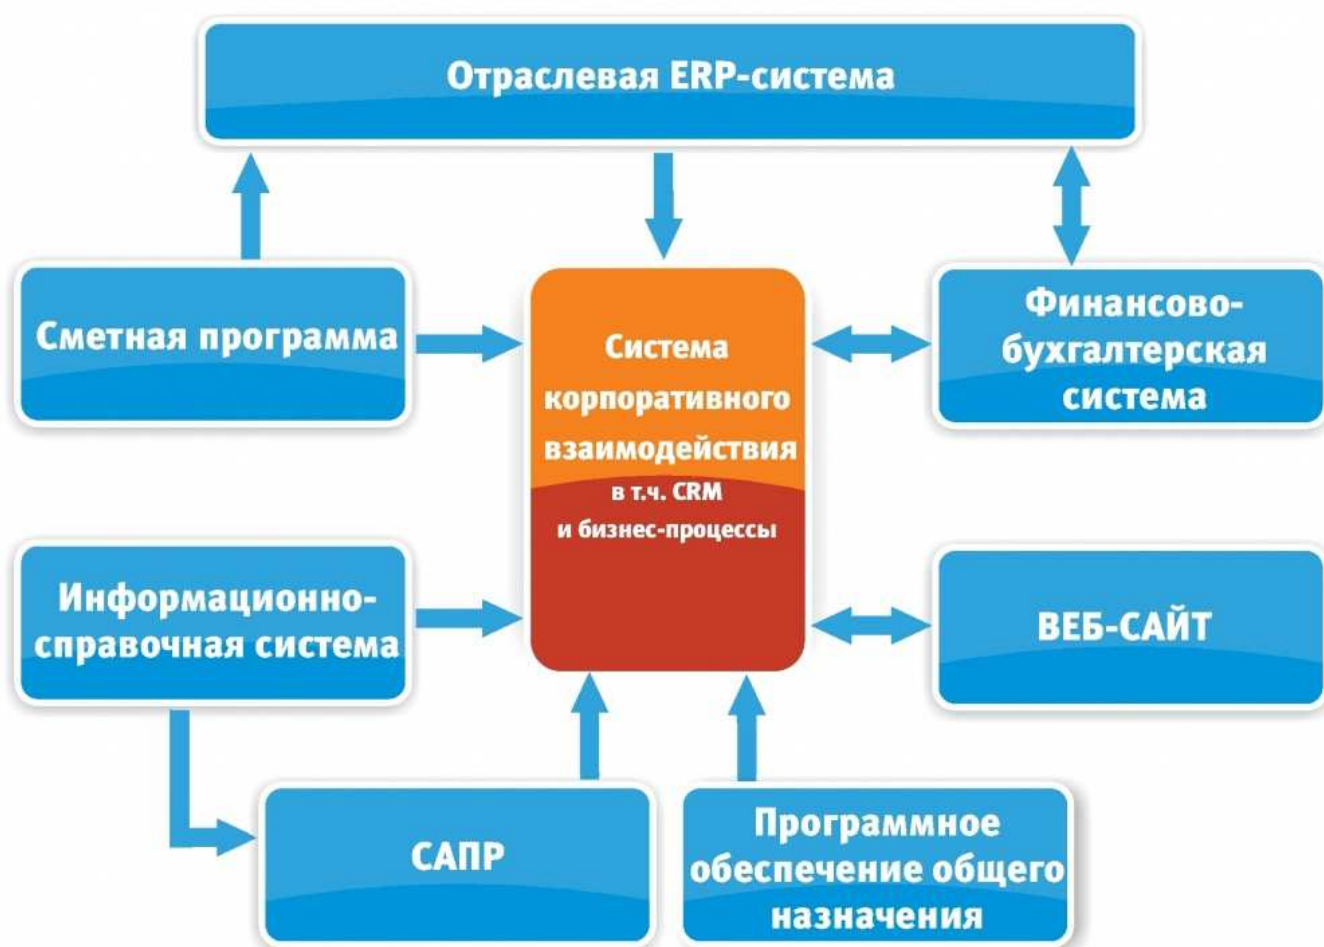 Отраслевая ERP-система
Сметная программа
Система
корпоративного
взаимодействия
в т.ч. CRM
и бизнес-процессы
Финансово-
бухгалтерская
система
Информационно-
справочная система
ВЕБ-САЙТ
САПР
Программное
обеспечение общего
назначения